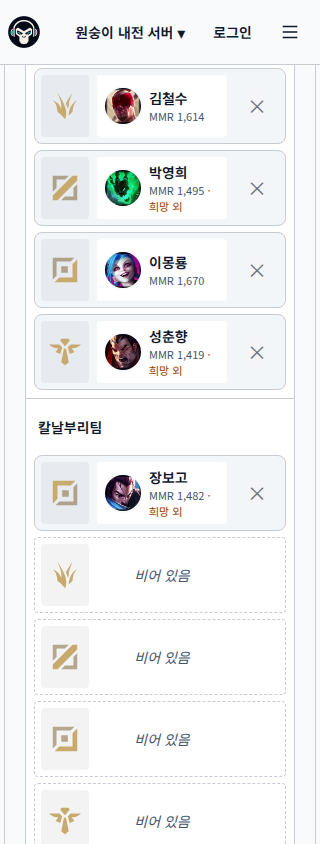 원숭이 내전 서버 ▾
로그인
김철수
MMR 1,614
박영희
MMR 1,495 ·
희망 외
이몽룡
MMR 1,670
성춘향
MMR 1,419 ·
희망 외
칼날부리팀
장보고
MMR 1,482 ·
희망 외
비어 있음
비어 있음
비어 있음
비어 있음